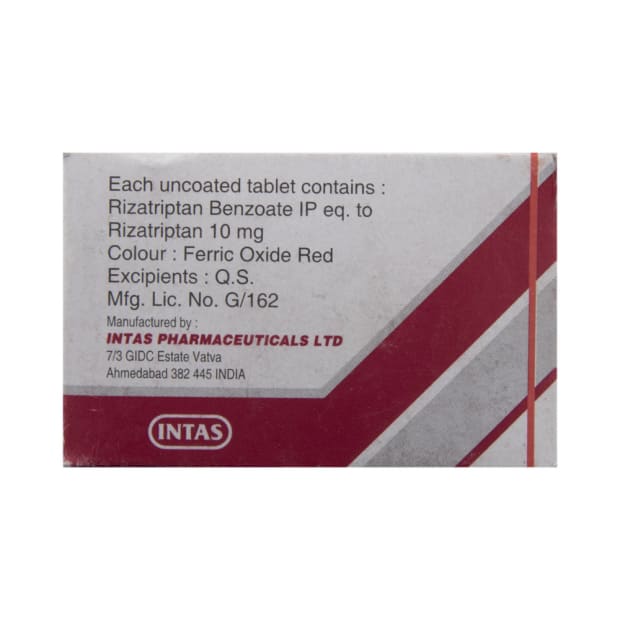 Each uncoated tablet contains :
Rizatriptan Benzoate IP eq. to
Rizatriptan 10 mg
Colour : Ferric Oxide Red
Excipients : Q.S.
Mfg. Lic. No. G/162
Manufactured by :
INTAS PHARMACEUTICALS LTD
7/3 GIDC Estate Vatva
Ahmedabad 382 445 INDIA
INTAS